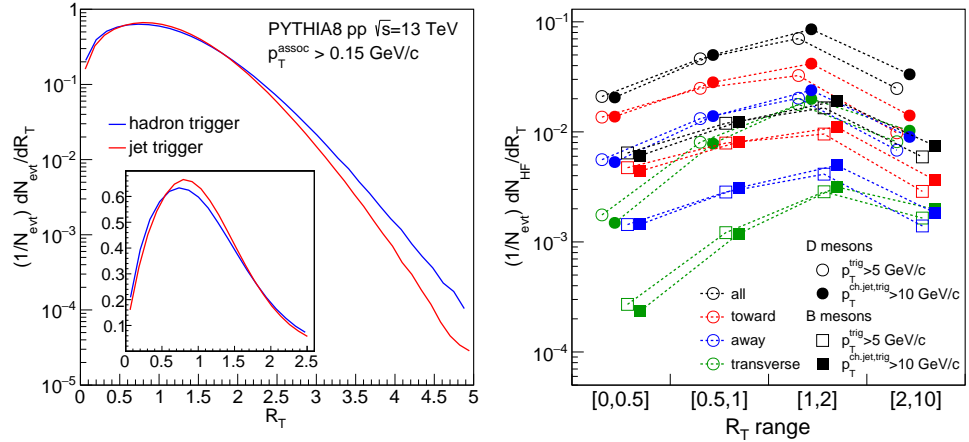 PYTHIA8 pp √s=13 TeV
p_T^assoc > 0.15 GeV/c
hadron trigger
jet trigger
(1/N_evt) dN_evt/dR_T
1
10^−1
10^−2
10^−3
10^−4
10^−5
0.6
0.5
0.4
0.3
0.2
0.1
0 0.5 1 1.5 2 2.5
0 0.5 1 1.5 2 2.5 3 3.5 4 4.5 5
R_T
(1/N_evt) dN_HF/dR_T
10^−1
10^−2
10^−3
10^−4
all
toward
away
transverse
D mesons
p_T^trig>5 GeV/c
p_T^ch.jet,trig>10 GeV/c
B mesons
p_T^trig>5 GeV/c
p_T^ch.jet,trig>10 GeV/c
[0,0.5] [0.5,1] [1,2] [2,10]
R_T range